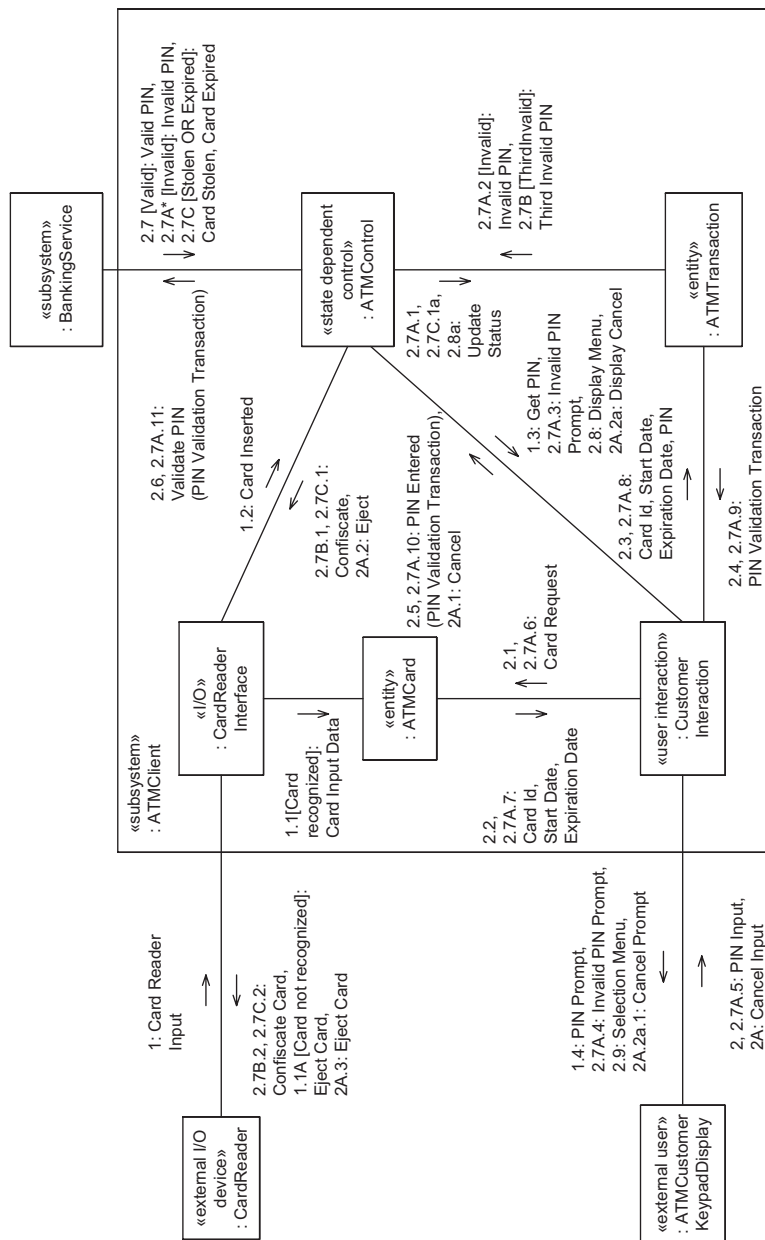 «subsystem»
: BankingService
2.6, 2.7A.11:
Validate PIN
(PIN Validation Transaction)
2.7 [Valid]: Valid PIN,
2.7A* [Invalid]: Invalid PIN,
2.7C [Stolen OR Expired]:
Card Stolen, Card Expired
«subsystem»
: ATMClient
«external I/O
device»
: CardReader
1: Card Reader
Input
2.7B.2, 2.7C.2:
Confiscate Card,
1.1A [Card not recognized]:
Eject Card,
2A.3: Eject Card
«I/O»
: CardReader
Interface
1.2: Card Inserted
2.7B.1, 2.7C.1:
Confiscate,
2A.2: Eject
«state dependent
control»
: ATMControl
1.1[Card
recognized]:
Card Input Data
«entity»
: ATMCard
2.5, 2.7A.10: PIN Entered
(PIN Validation Transaction),
2A.1: Cancel
2.7A.1,
2.7C.1a,
2.8a:
Update
Status
2.7A.2 [Invalid]:
Invalid PIN,
2.7B [ThirdInvalid]:
Third Invalid PIN
1.3: Get PIN,
2.7A.3: Invalid PIN
Prompt,
2.8: Display Menu,
2A.2a: Display Cancel
2.2,
2.7A.7:
Card Id,
Start Date,
Expiration Date
2.1,
2.7A.6:
Card Request
«external user»
: ATMCustomer
KeypadDisplay
1.4: PIN Prompt,
2.7A.4: Invalid PIN Prompt,
2.9: Selection Menu,
2A.2a.1: Cancel Prompt
2, 2.7A.5: PIN Input,
2A: Cancel Input
«user interaction»
: Customer
Interaction
2.3, 2.7A.8:
Card Id, Start Date,
Expiration Date, PIN
2.4, 2.7A.9:
PIN Validation Transaction
«entity»
: ATMTransaction